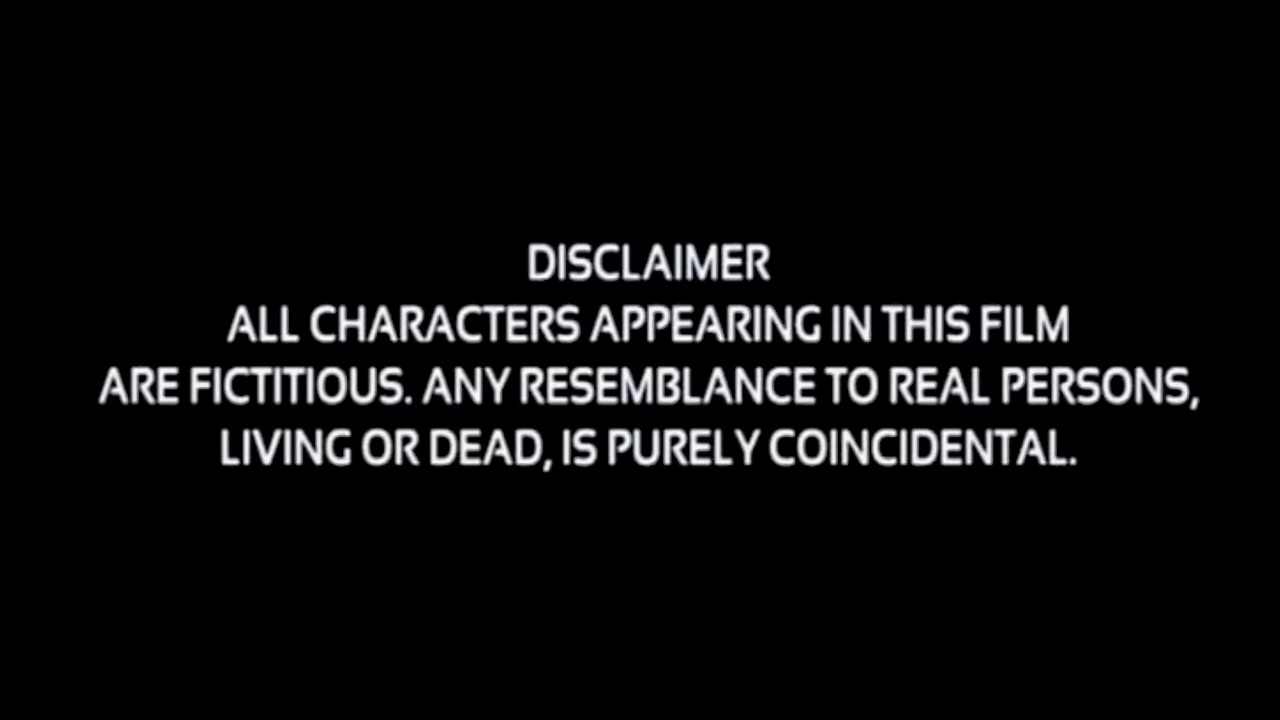 DISCLAIMER
ALL CHARACTERS APPEARING IN THIS FILM
ARE FICTITIOUS. ANY RESEMBLANCE TO REAL PERSONS,
LIVING OR DEAD, IS PURELY COINCIDENTAL.